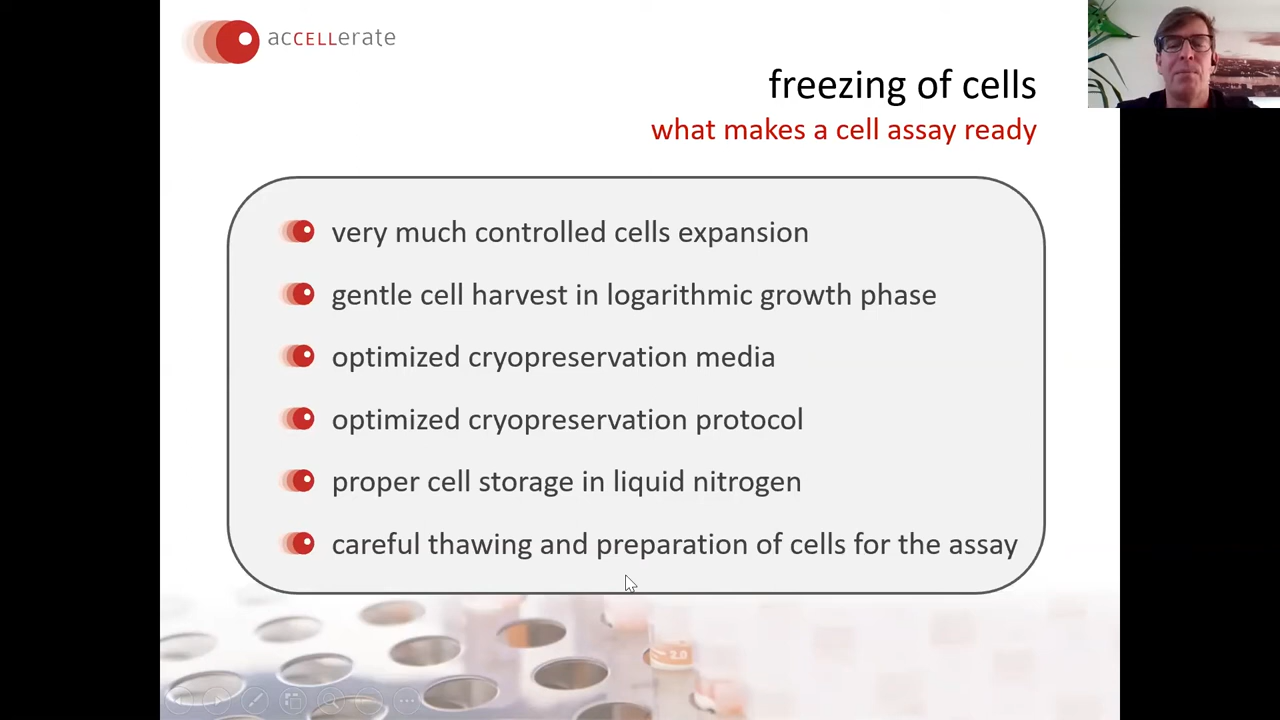 accellerate
freezing of cells
what makes a cell assay ready
very much controlled cells expansion
gentle cell harvest in logarithmic growth phase
optimized cryopreservation media
optimized cryopreservation protocol
proper cell storage in liquid nitrogen
careful thawing and preparation of cells for the assay
2.0